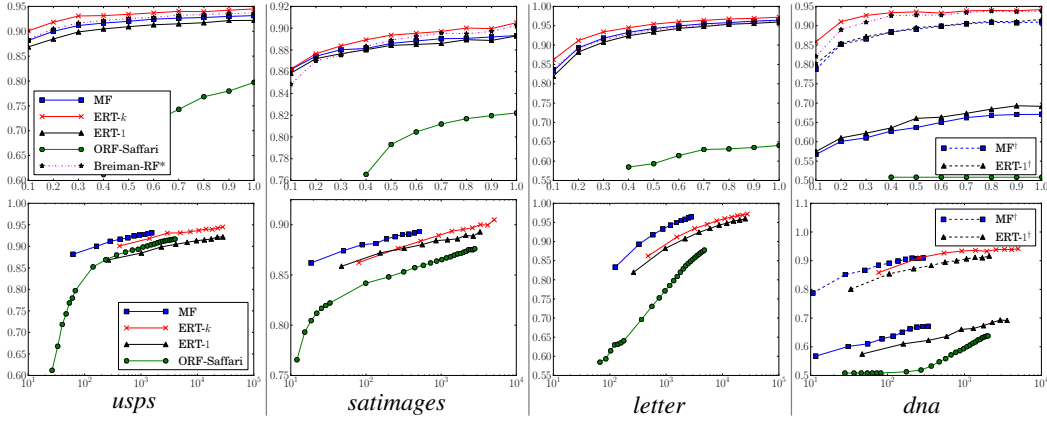 0.95
0.90
0.85
0.80
0.75
0.70
0.65
0.60
MF
ERT-k
ERT-1
ORF-Saffari
Breiman-RF*
0.1 0.2 0.3 0.4 0.5 0.6 0.7 0.8 0.9 1.0
0.92
0.90
0.88
0.86
0.84
0.82
0.80
0.78
0.76
0.1 0.2 0.3 0.4 0.5 0.6 0.7 0.8 0.9 1.0
1.00
0.95
0.90
0.85
0.80
0.75
0.70
0.65
0.60
0.55
0.1 0.2 0.3 0.4 0.5 0.6 0.7 0.8 0.9 1.0
0.95
0.90
0.85
0.80
0.75
0.70
0.65
0.60
0.55
0.50
MF†
ERT-1†
0.1 0.2 0.3 0.4 0.5 0.6 0.7 0.8 0.9 1.0
1.00
0.95
0.90
0.85
0.80
0.75
0.70
0.65
0.60
MF
ERT-k
ERT-1
ORF-Saffari
10¹ 10² 10³ 10⁴ 10⁵
usps
0.90
0.85
0.80
0.75
10¹ 10² 10³ 10⁴
satimages
1.00
0.95
0.90
0.85
0.80
0.75
0.70
0.65
0.60
0.55
10¹ 10² 10³ 10⁴ 10⁵
letter
1.1
1.0
0.9
0.8
0.7
0.6
0.5
MF†
ERT-1†
10¹ 10² 10³ 10⁴
dna